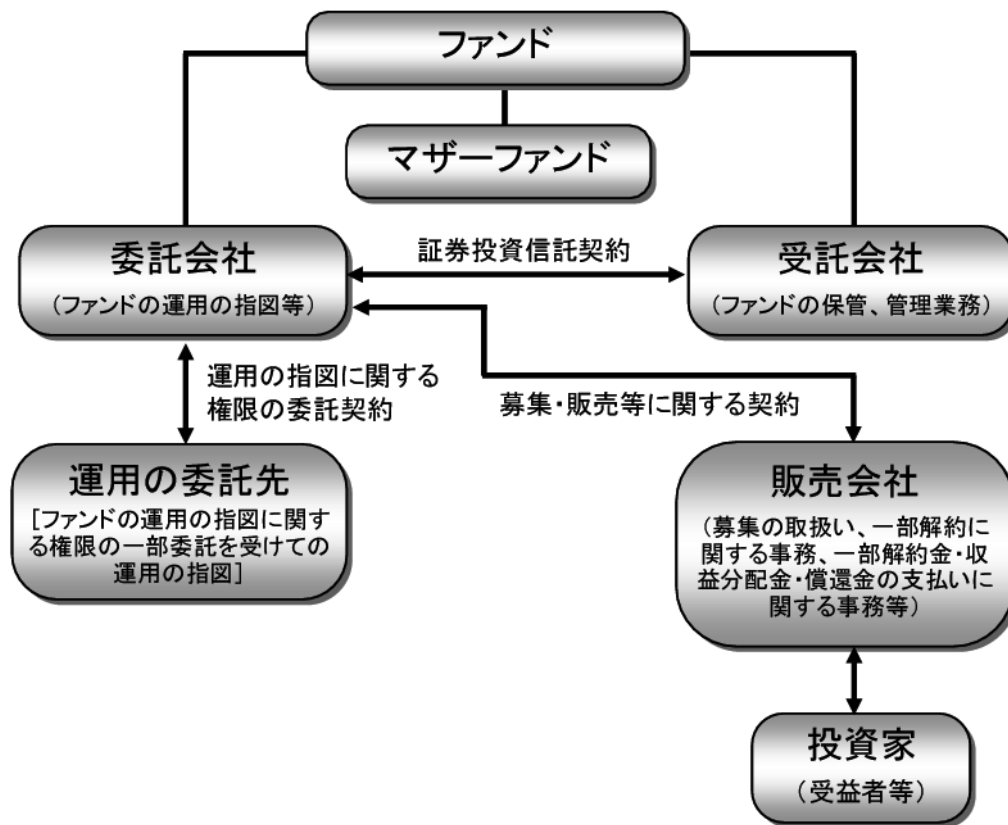 ファンド
マザーファンド
委託会社
（ファンドの運用の指図等）
証券投資信託契約
受託会社
（ファンドの保管、管理業務）
運用の指図に関する
権限の委託契約
募集・販売等に関する契約
運用の委託先
［ファンドの運用の指図に関す
る権限の一部委託を受けての
運用の指図］
販売会社
（募集の取扱い、一部解約に
関する事務、一部解約金・収
益分配金・償還金の支払いに
関する事務等）
投資家
（受益者等）